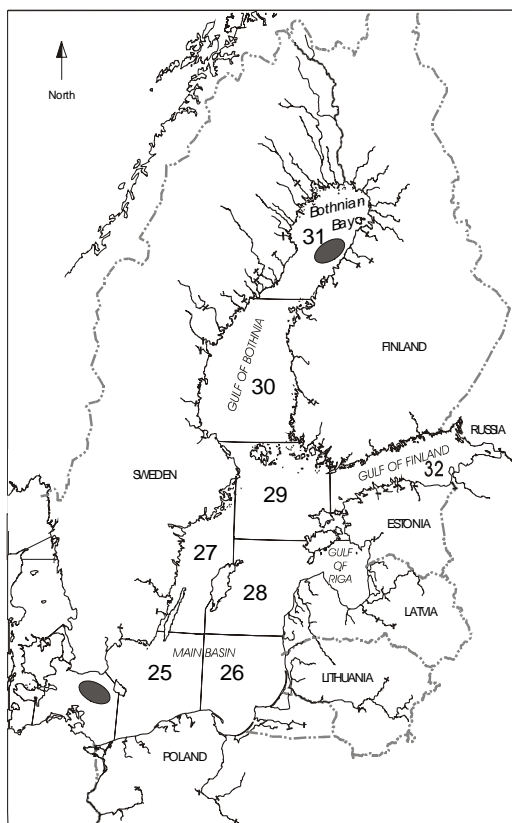 North
Bothnian
Bay
31
FINLAND
GULF OF BOTHNIA
30
RUSSIA
GULF OF FINLAND
32
SWEDEN
29
ESTONIA
27
GULF
OF
RIGA
28
LATVIA
MAIN BASIN
25
26
LITHUANIA
POLAND